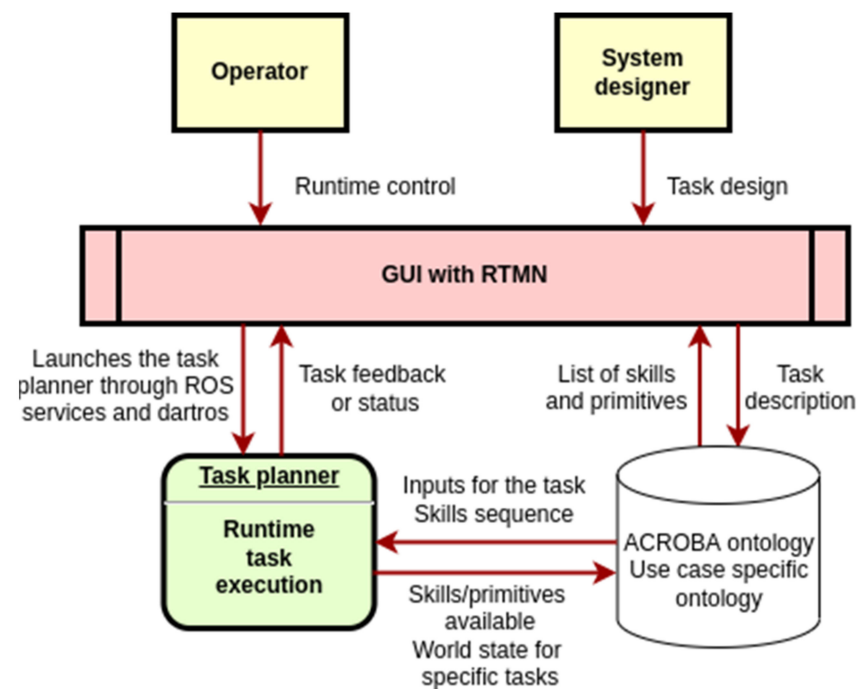 Operator
System
designer
Runtime control
Task design
GUI with RTMN
Launches the task
planner through ROS
services and dartros
Task feedback
or status
List of skills
and primitives
Task
description
Task planner
Runtime
task
execution
Inputs for the task
Skills sequence
ACROBA ontology
Use case specific
ontology
Skills/primitives
available
World state for
specific tasks